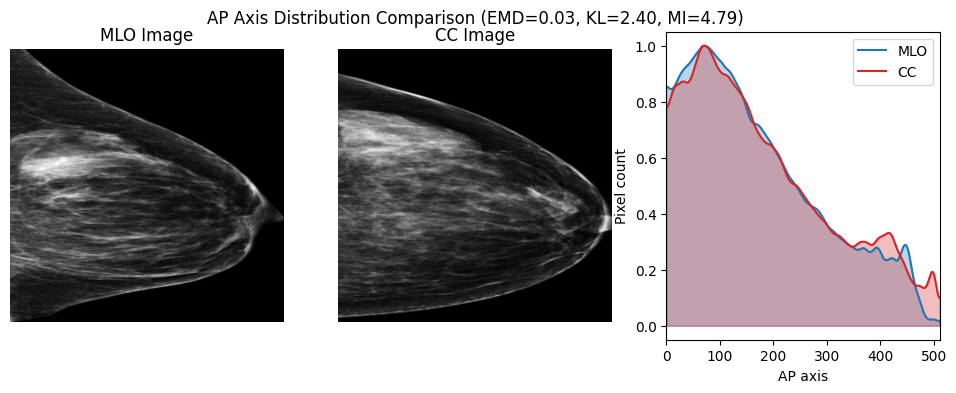 AP Axis Distribution Comparison (EMD=0.03, KL=2.40, MI=4.79)
MLO Image
CC Image
MLO
CC
1.0
0.8
0.6
0.4
0.2
0.0
Pixel count
0 100 200 300 400 500
AP axis